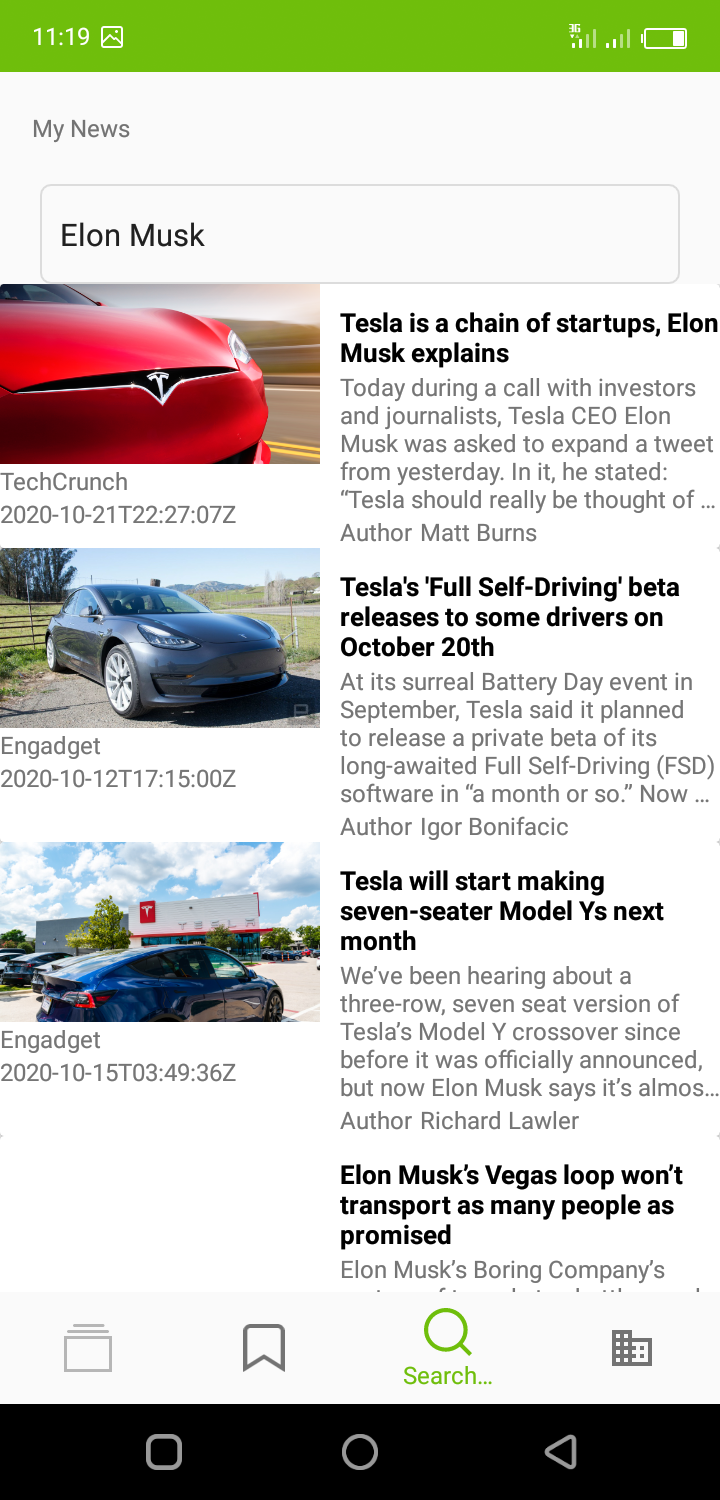 11:19
3G
My News
Elon Musk
Tesla is a chain of startups, Elon
Musk explains
Today during a call with investors
and journalists, Tesla CEO Elon
Musk was asked to expand a tweet
from yesterday. In it, he stated:
“Tesla should really be thought of …
Author Matt Burns
TechCrunch
2020-10-21T22:27:07Z
Tesla's 'Full Self-Driving' beta
releases to some drivers on
October 20th
At its surreal Battery Day event in
September, Tesla said it planned
to release a private beta of its
long-awaited Full Self-Driving (FSD)
software in “a month or so.” Now …
Author Igor Bonifacic
Engadget
2020-10-12T17:15:00Z
TESLA
Tesla will start making
seven-seater Model Ys next
month
We’ve been hearing about a
three-row, seven seat version of
Tesla’s Model Y crossover since
before it was officially announced,
but now Elon Musk says it’s almos…
Author Richard Lawler
Engadget
2020-10-15T03:49:36Z
Elon Musk’s Vegas loop won’t
transport as many people as
promised
Elon Musk’s Boring Company’s
Search…